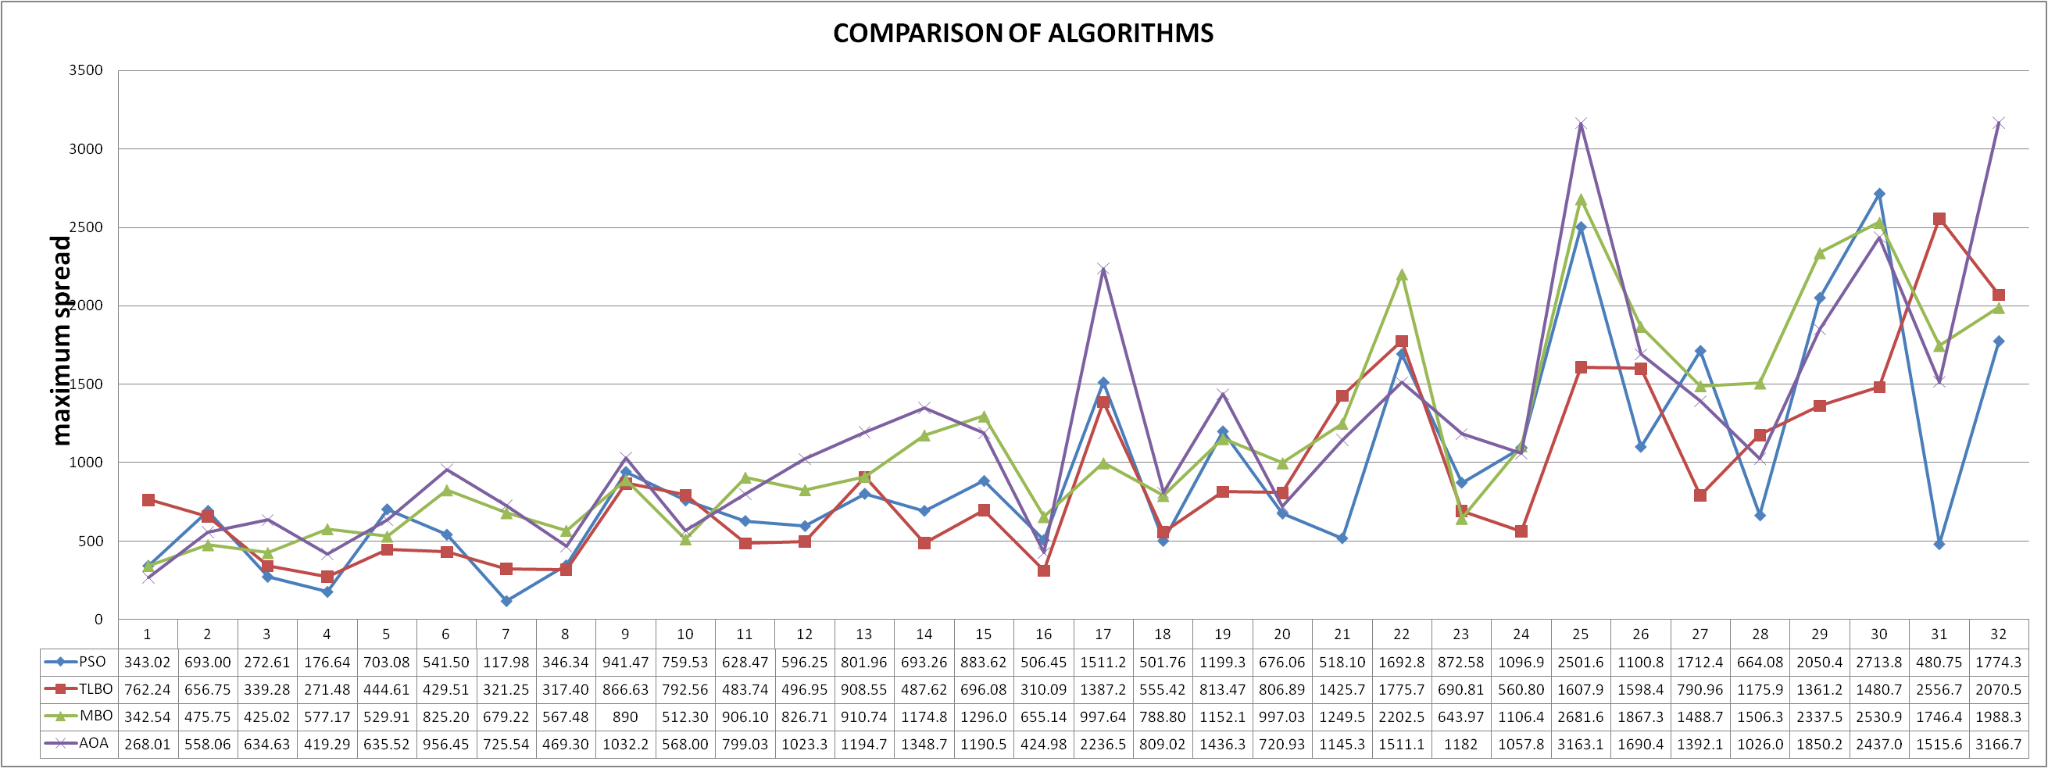 COMPARISON OF ALGORITHMS
maximum spread
3500
3000
2500
2000
1500
1000
500
0
1 2 3 4 5 6 7 8 9 10 11 12 13 14 15 16 17 18 19 20 21 22 23 24 25 26 27 28 29 30 31 32
PSO 343.02 693.00 272.61 176.64 703.08 541.50 117.98 346.34 941.47 759.53 628.47 596.25 801.96 693.26 883.62 506.45 1511.2 501.76 1199.3 676.06 518.10 1692.8 872.58 1096.9 2501.6 1100.8 1712.4 664.08 2050.4 2713.8 480.75 1774.3
TLBO 762.24 656.75 339.28 271.48 444.61 429.51 321.25 317.40 866.63 792.56 483.74 496.95 908.55 487.62 696.08 310.09 1387.2 555.42 813.47 806.89 1425.7 1775.7 690.81 560.80 1607.9 1598.4 790.96 1175.9 1361.2 1480.7 2556.7 2070.5
MBO 342.54 475.75 425.02 577.17 529.91 825.20 679.22 567.48 890 512.30 906.10 826.71 910.74 1174.8 1296.0 655.14 997.64 788.80 1152.1 997.03 1249.5 2202.5 643.97 1106.4 2681.6 1867.3 1488.7 1506.3 2337.5 2530.9 1746.4 1988.3
AOA 268.01 558.06 634.63 419.29 635.52 956.45 725.54 469.30 1032.2 568.00 799.03 1023.3 1194.7 1348.7 1190.5 424.98 2236.5 809.02 1436.3 720.93 1145.3 1511.1 1182 1057.8 3163.1 1690.4 1392.1 1026.0 1850.2 2437.0 1515.6 3166.7